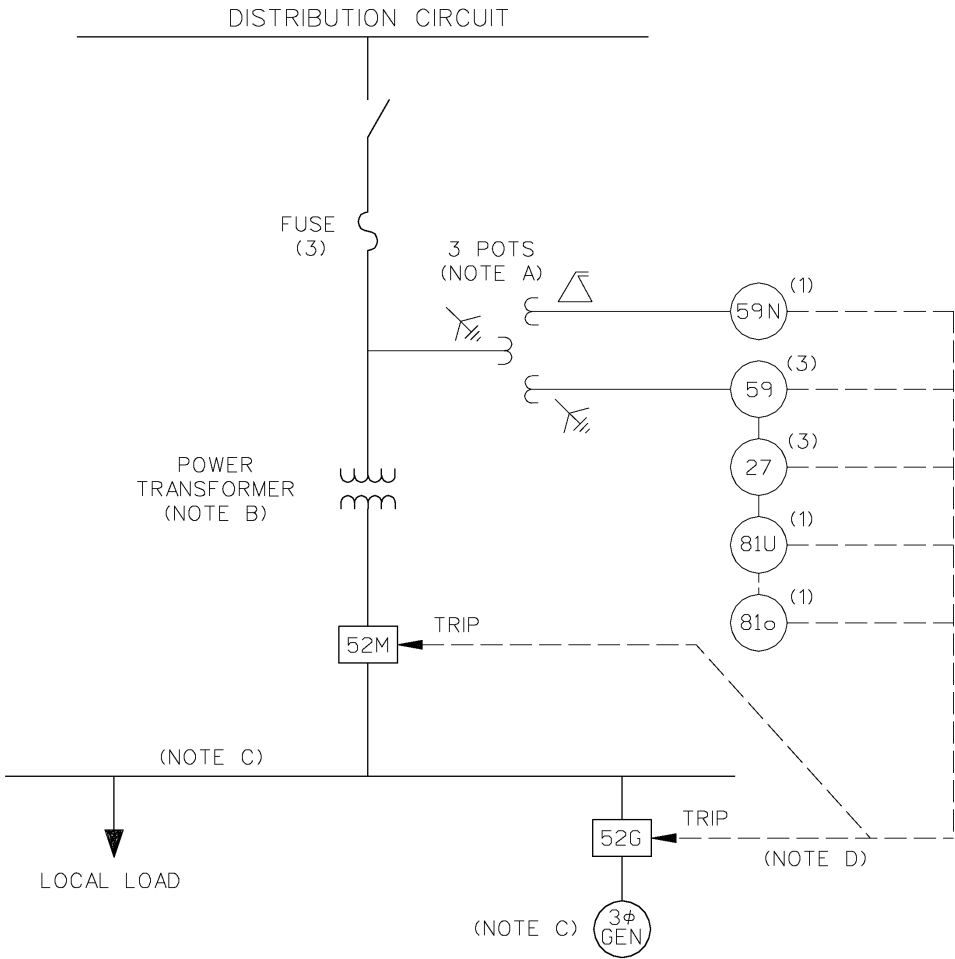 DISTRIBUTION CIRCUIT
FUSE
(3)
3 POTS
(NOTE A)
59N
(1)
59
(3)
27
(3)
81U
(1)
81o
(1)
POWER
TRANSFORMER
(NOTE B)
52M
TRIP
(NOTE C)
LOCAL LOAD
52G
TRIP
(NOTE D)
(NOTE C)
3ϕ
GEN